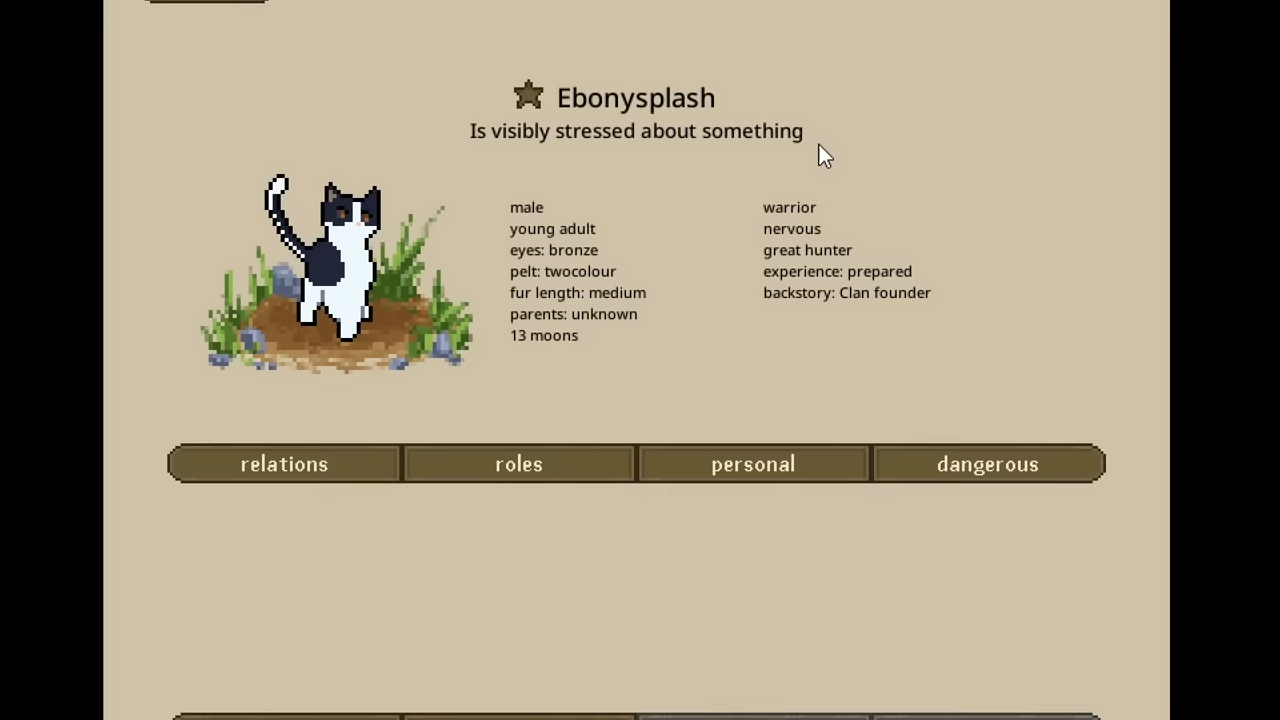 Ebonysplash
Is visibly stressed about something
male
young adult
eyes: bronze
pelt: twocolour
fur length: medium
parents: unknown
13 moons
warrior
nervous
great hunter
experience: prepared
backstory: Clan founder
relations
roles
personal
dangerous